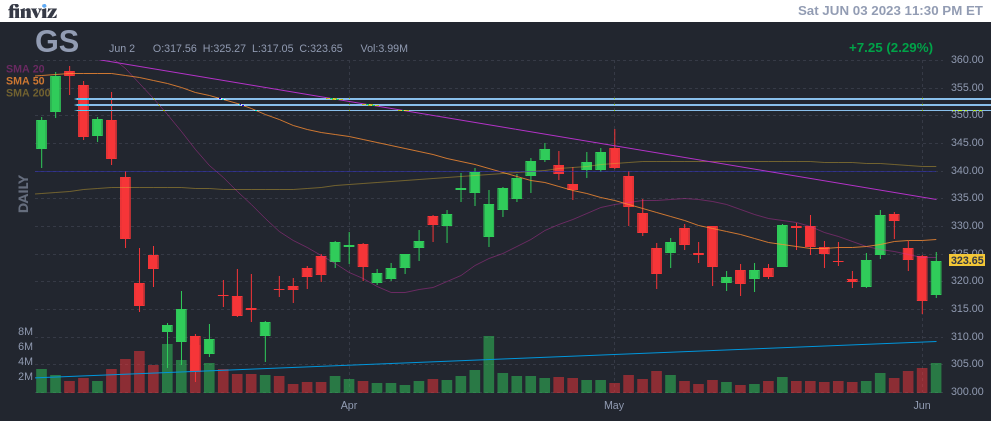 finviz
Sat JUN 03 2023 11:30 PM ET
GS
Jun 2 O:317.56 H:325.27 L:317.05 C:323.65 Vol:3.99M
+7.25 (2.29%)
SMA 20
SMA 50
SMA 200
DAILY
360.00
355.00
350.00
345.00
340.00
335.00
330.00
325.00
323.65
320.00
315.00
310.00
305.00
300.00
8M
6M
4M
2M
Apr May Jun